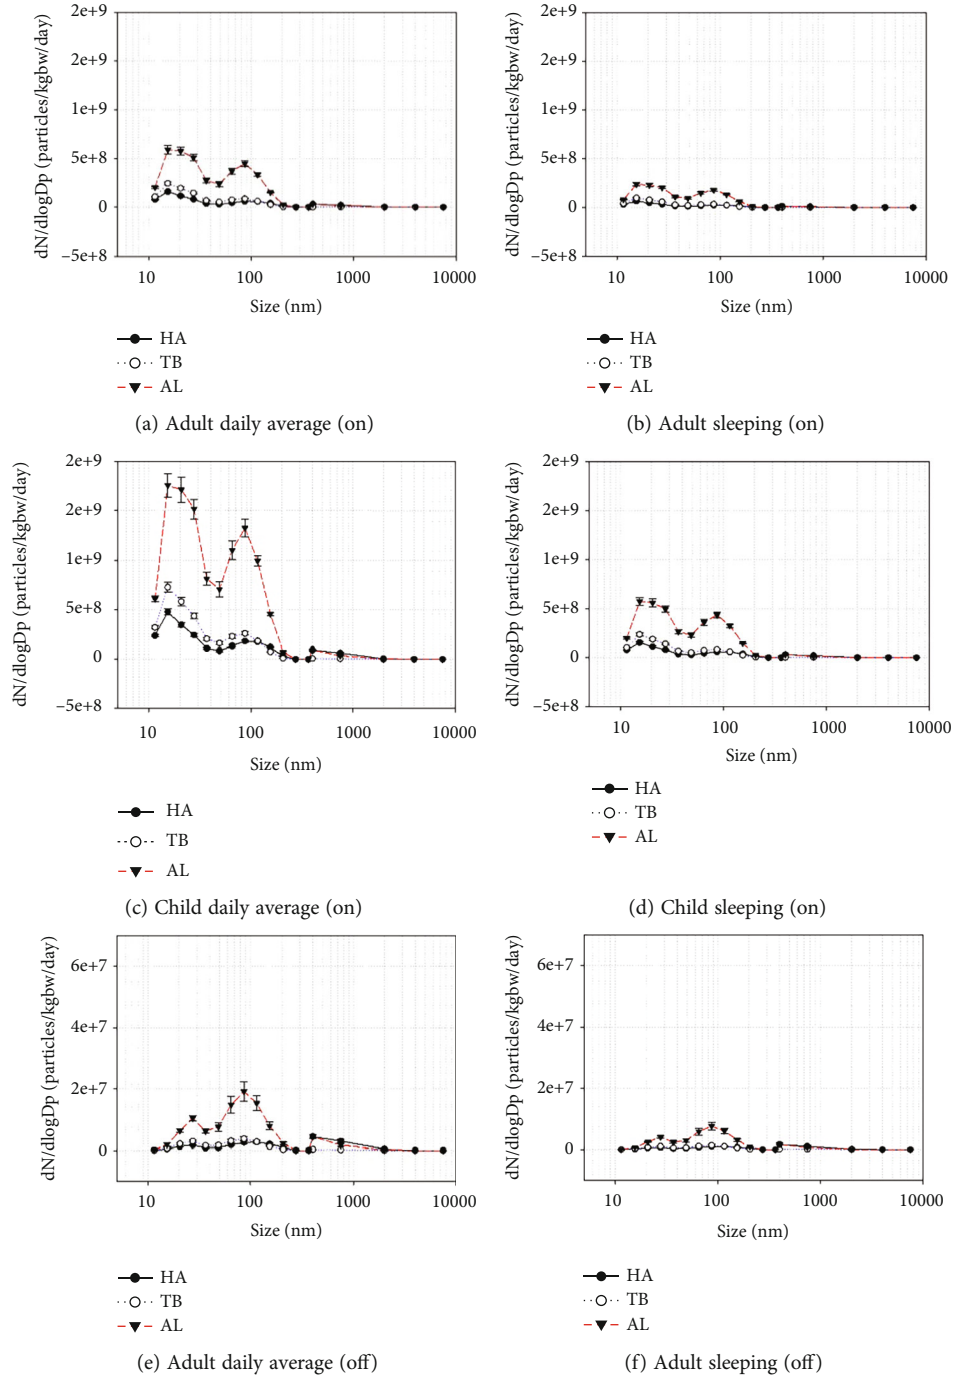 dN/dlogDp (particles/kgbw/day)
2e+9
2e+9
1e+9
5e+8
0
−5e+8
10 100 1000 10000
Size (nm)
HA
TB
AL
(a) Adult daily average (on)
dN/dlogDp (particles/kgbw/day)
2e+9
2e+9
1e+9
5e+8
0
−5e+8
10 100 1000 10000
Size (nm)
HA
TB
AL
(b) Adult sleeping (on)
dN/dlogDp (particles/kgbw/day)
2e+9
2e+9
1e+9
5e+8
0
−5e+8
10 100 1000 10000
Size (nm)
HA
TB
AL
(c) Child daily average (on)
dN/dlogDp (particles/kgbw/day)
2e+9
2e+9
1e+9
5e+8
0
−5e+8
10 100 1000 10000
Size (nm)
HA
TB
AL
(d) Child sleeping (on)
dN/dlogDp (particles/kgbw/day)
6e+7
4e+7
2e+7
0
10 100 1000 10000
Size (nm)
HA
TB
AL
(e) Adult daily average (off)
dN/dlogDp (particles/kgbw/day)
6e+7
4e+7
2e+7
0
10 100 1000 10000
Size (nm)
HA
TB
AL
(f) Adult sleeping (off)